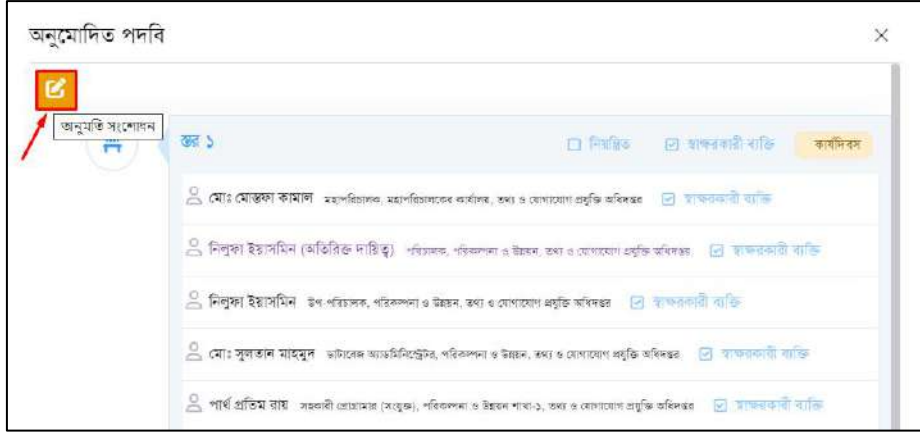 অনুমোদিত পদবি
অনুমতি সংশোধন
স্তর ১ নিয়ন্ত্রিত স্বাক্ষরকারী ব্যক্তি কার্যদিবস
মোঃ মোস্তফা কামাল মহাপরিচালক, মহাপরিচালকের কার্যালয়, তথ্য ও যোগাযোগ প্রযুক্তি অধিদপ্তর স্বাক্ষরকারী ব্যক্তি
নিলুফা ইয়াসমিন (অতিরিক্ত দায়িত্ব) পরিচালক, পরিকল্পনা ও উন্নয়ন, তথ্য ও যোগাযোগ প্রযুক্তি অধিদপ্তর স্বাক্ষরকারী ব্যক্তি
নিলুফা ইয়াসমিন উপ-পরিচালক, পরিকল্পনা ও উন্নয়ন, তথ্য ও যোগাযোগ প্রযুক্তি অধিদপ্তর স্বাক্ষরকারী ব্যক্তি
মোঃ সুলতান মাহমুদ ডাটাবেজ অ্যাডমিনিস্ট্রেটর, পরিকল্পনা ও উন্নয়ন, তথ্য ও যোগাযোগ প্রযুক্তি অধিদপ্তর স্বাক্ষরকারী ব্যক্তি
পার্থ প্রতিম রায় সহকারী প্রোগ্রামার (সংযুক্ত), পরিকল্পনা ও উন্নয়ন শাখা-১, তথ্য ও যোগাযোগ প্রযুক্তি অধিদপ্তর স্বাক্ষরকারী ব্যক্তি